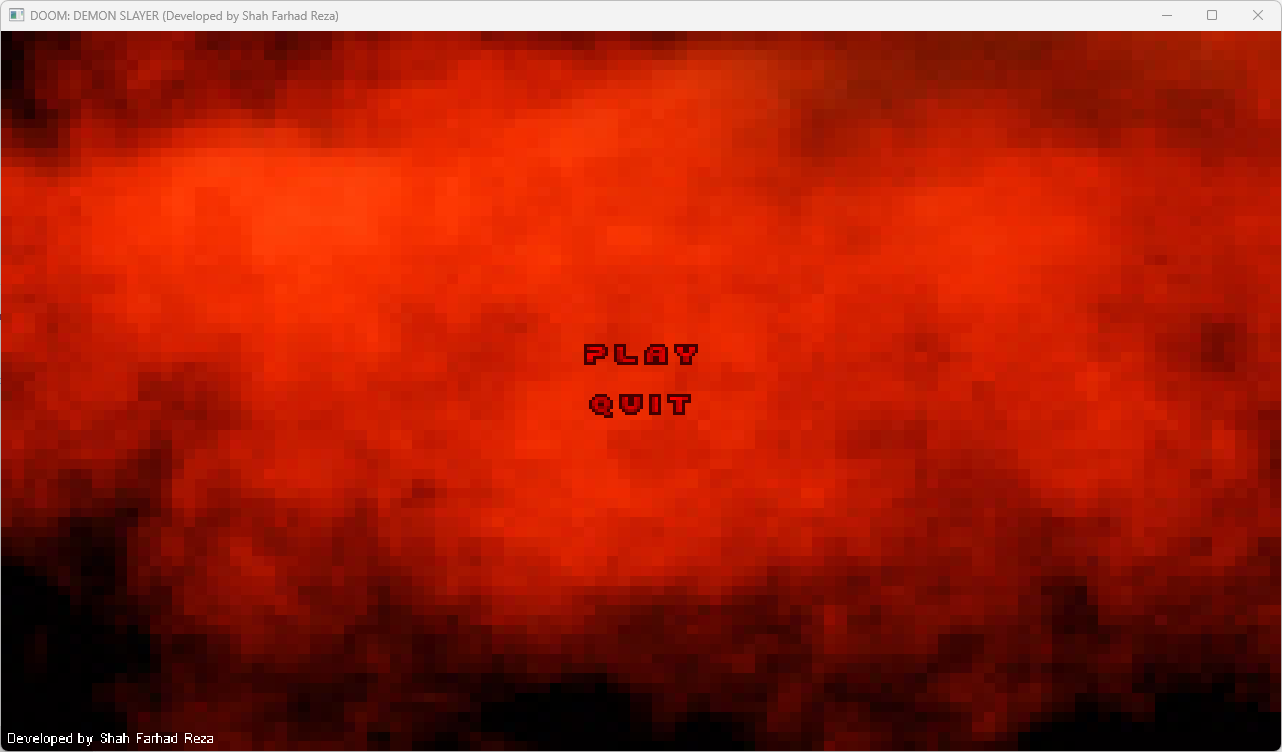 DOOM: DEMON SLAYER (Developed by Shah Farhad Reza)
PLAY
QUIT
Developed by Shah Farhad Reza